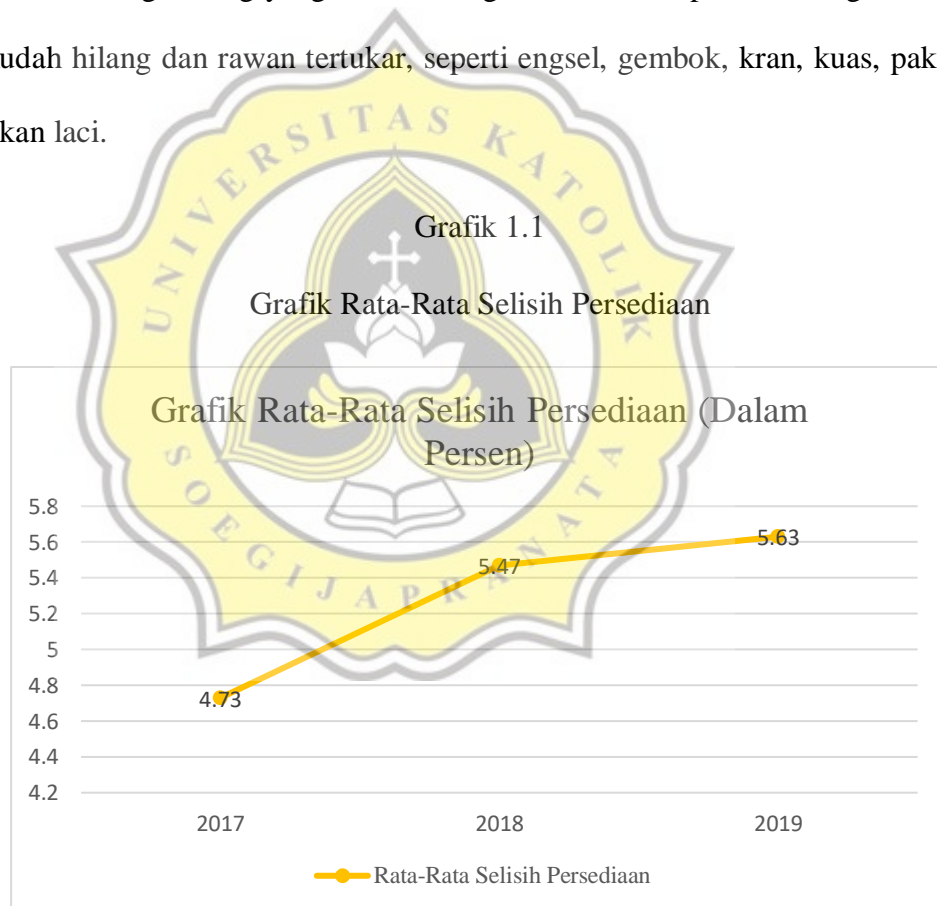 udah hilang dan rawan tertukar, seperti engsel, gembok, kran, kuas, pak
kan laci.
UNIVERSITAS KATOLIK
SOEGIJAPRANATA
Grafik 1.1
Grafik Rata-Rata Selisih Persediaan
Grafik Rata-Rata Selisih Persediaan (Dalam
Persen)
5.8
5.6
5.4
5.2
5
4.8
4.6
4.4
4.2
4.73
5.47
5.63
2017
2018
2019
Rata-Rata Selisih Persediaan